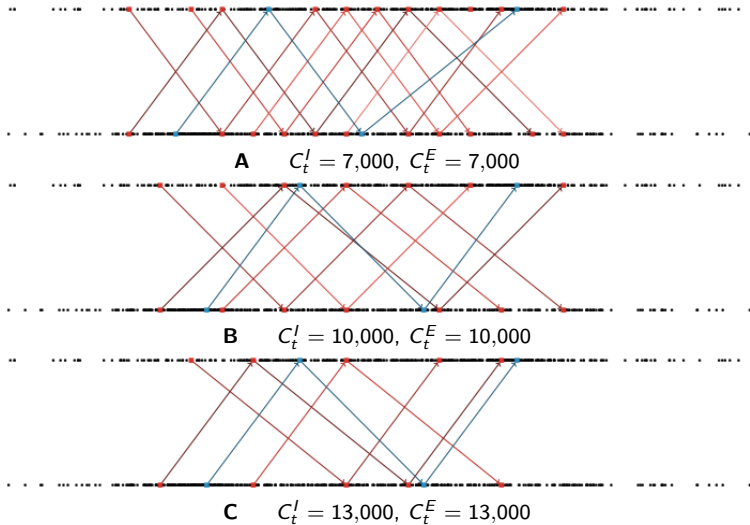 A C_t^I = 7,000, C_t^E = 7,000
B C_t^I = 10,000, C_t^E = 10,000
C C_t^I = 13,000, C_t^E = 13,000